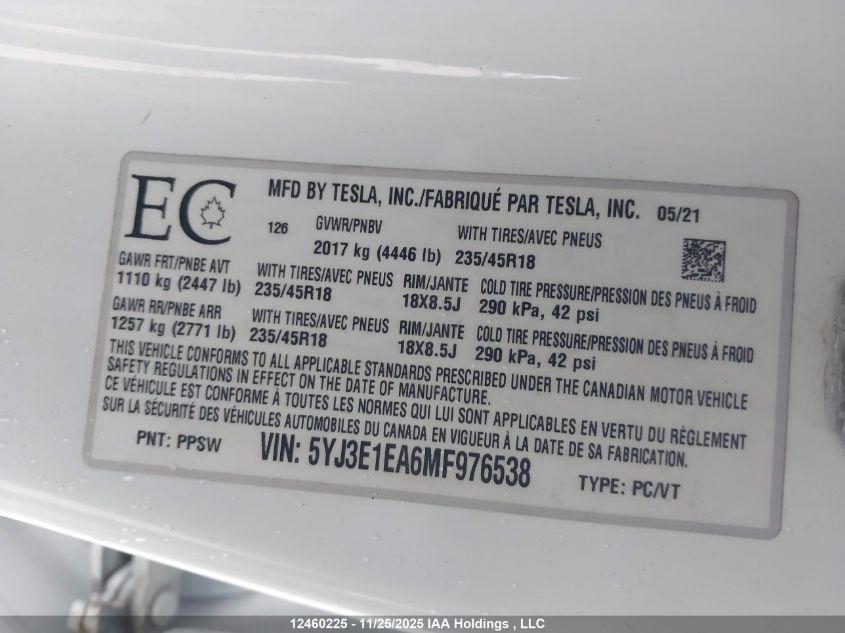 EC
MFD BY TESLA, INC./FABRIQUÉ PAR TESLA, INC. 05/21
126
GVWR/PNBV
2017 kg (4446 lb)
WITH TIRES/AVEC PNEUS
235/45R18
GAWR FRT/PNBE AVT
1110 kg (2447 lb)
WITH TIRES/AVEC PNEUS
235/45R18
RIM/JANTE
18X8.5J
COLD TIRE PRESSURE/PRESSION DES PNEUS À FROID
290 kPa, 42 psi
GAWR RR/PNBE ARR
1257 kg (2771 lb)
WITH TIRES/AVEC PNEUS
235/45R18
RIM/JANTE
18X8.5J
COLD TIRE PRESSURE/PRESSION DES PNEUS À FROID
290 kPa, 42 psi
THIS VEHICLE CONFORMS TO ALL APPLICABLE STANDARDS PRESCRIBED UNDER THE CANADIAN MOTOR VEHICLE
SAFETY REGULATIONS IN EFFECT ON THE DATE OF MANUFACTURE.
CE VÉHICULE EST CONFORME À TOUTES LES NORMES QUI LUI SONT APPLICABLES EN VERTU DU RÈGLEMENT
SUR LA SÉCURITÉ DES VÉHICULES AUTOMOBILES DU CANADA EN VIGUEUR À LA DATE DE SA FABRICATION.
PNT: PPSW
VIN: 5YJ3E1EA6MF976538
TYPE: PC/VT
12460225 - 11/25/2025 IAA Holdings , LLC